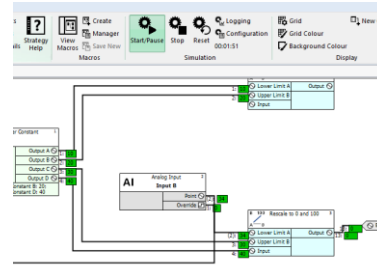 Strategy
Help
View
Macros
Create
Manager
Save New
Macros
Start/Pause
Stop
Reset
Logging
Configuration
00:01:51
Simulation
Grid
Grid Colour
Background Colour
Display
New
Lower Limit A
Upper Limit B
Input
Output
Constant
Output A
Output B
Output C
Output D
onstant B: 20;
onstant D: 40
AI
Analog Input
Input B
Point
Override
Rescale to 0 and 100
Lower Limit A
Upper Limit B
Input
Output